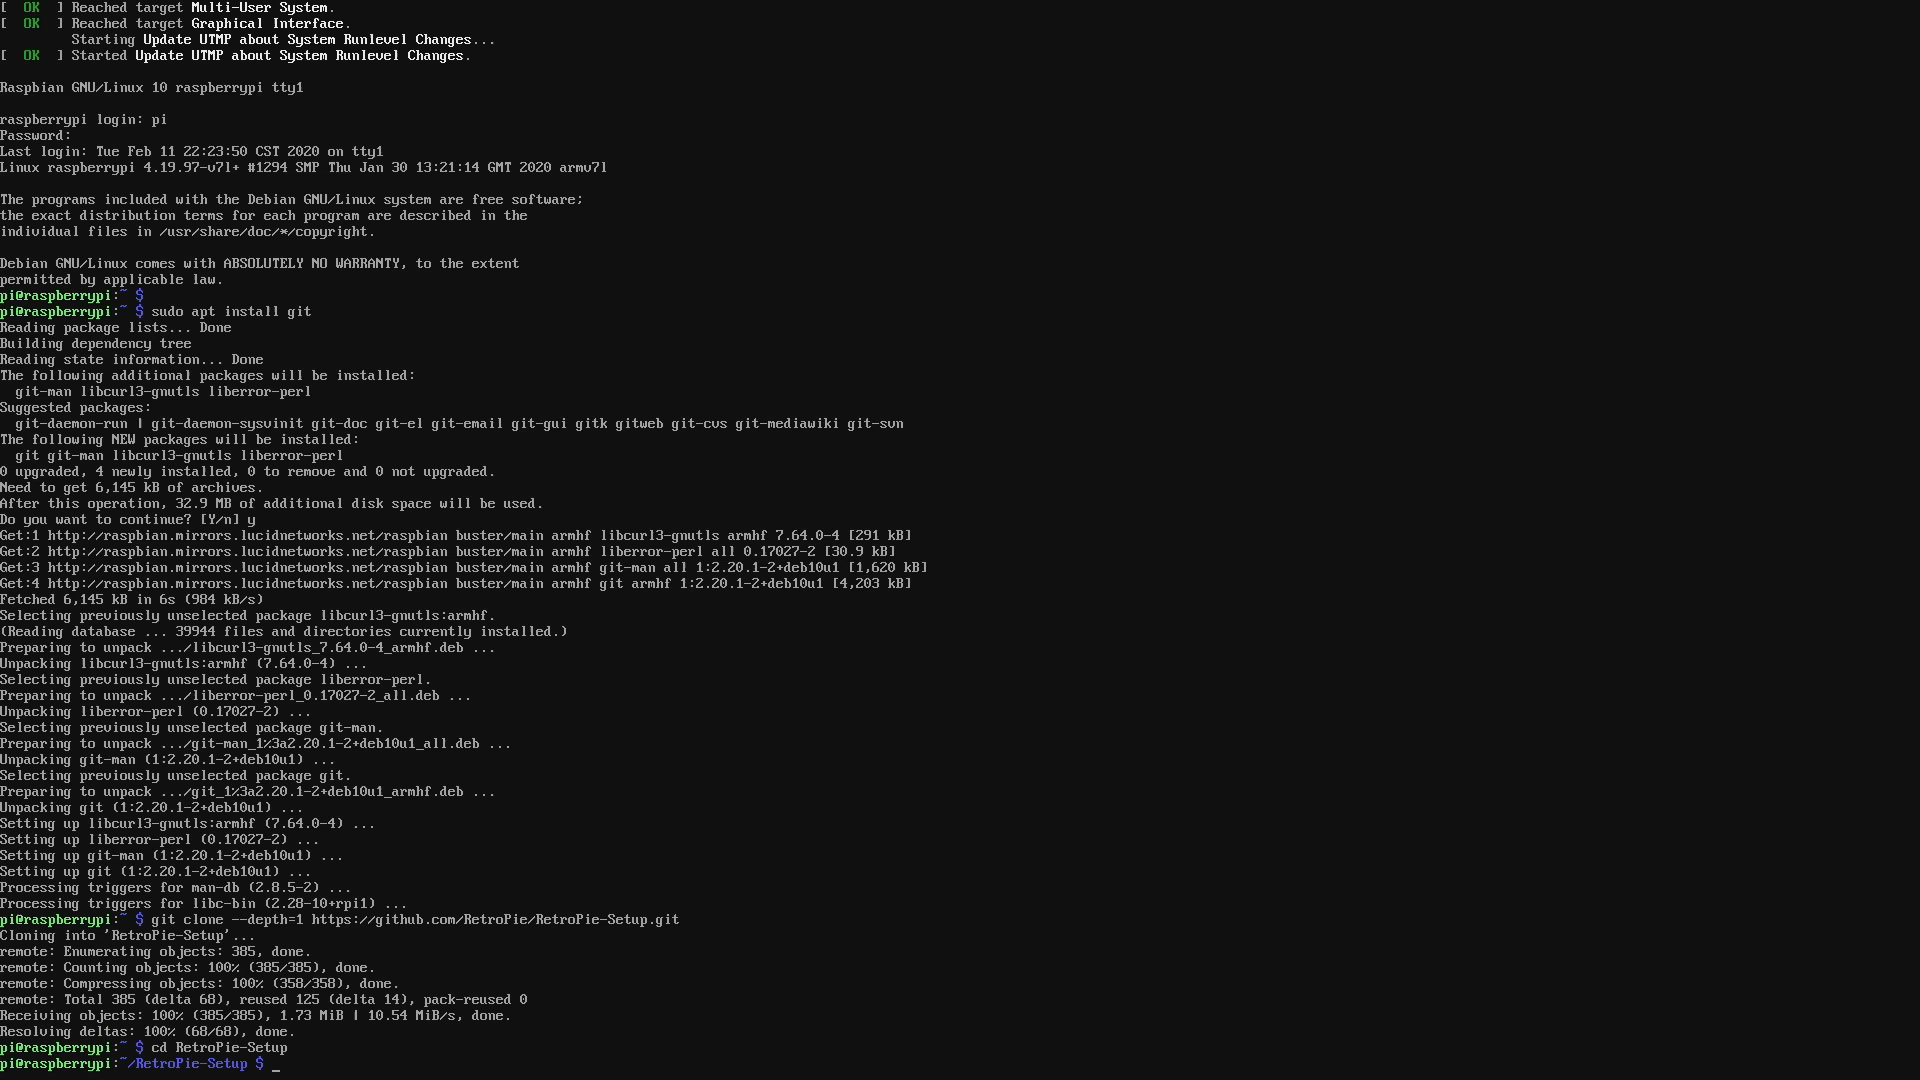 [  OK  ] Reached target Multi-User System.
[  OK  ] Reached target Graphical Interface.
         Starting Update UTMP about System Runlevel Changes...
[  OK  ] Started Update UTMP about System Runlevel Changes.
Raspbian GNU/Linux 10 raspberrypi tty1
raspberrypi login: pi
Password:
Last login: Tue Feb 11 22:23:50 CST 2020 on tty1
Linux raspberrypi 4.19.97-v7l+ #1294 SMP Thu Jan 30 13:21:14 GMT 2020 armv7l
The programs included with the Debian GNU/Linux system are free software;
the exact distribution terms for each program are described in the
individual files in /usr/share/doc/*/copyright.
Debian GNU/Linux comes with ABSOLUTELY NO WARRANTY, to the extent
permitted by applicable law.
pi@raspberrypi:~ $
pi@raspberrypi:~ $ sudo apt install git
Reading package lists... Done
Building dependency tree
Reading state information... Done
The following additional packages will be installed:
  git-man libcurl3-gnutls liberror-perl
Suggested packages:
  git-daemon-run | git-daemon-sysvinit git-doc git-el git-email git-gui gitk gitweb git-cvs git-mediawiki git-svn
The following NEW packages will be installed:
  git git-man libcurl3-gnutls liberror-perl
0 upgraded, 4 newly installed, 0 to remove and 0 not upgraded.
Need to get 6,145 kB of archives.
After this operation, 32.9 MB of additional disk space will be used.
Do you want to continue? [Y/n] y
Get:1 http://raspbian.mirrors.lucidnetworks.net/raspbian buster/main armhf libcurl3-gnutls armhf 7.64.0-4 [291 kB]
Get:2 http://raspbian.mirrors.lucidnetworks.net/raspbian buster/main armhf liberror-perl all 0.17027-2 [30.9 kB]
Get:3 http://raspbian.mirrors.lucidnetworks.net/raspbian buster/main armhf git-man all 1:2.20.1-2+deb10u1 [1,620 kB]
Get:4 http://raspbian.mirrors.lucidnetworks.net/raspbian buster/main armhf git armhf 1:2.20.1-2+deb10u1 [4,203 kB]
Fetched 6,145 kB in 6s (984 kB/s)
Selecting previously unselected package libcurl3-gnutls:armhf.
(Reading database ... 39944 files and directories currently installed.)
Preparing to unpack .../libcurl3-gnutls_7.64.0-4_armhf.deb ...
Unpacking libcurl3-gnutls:armhf (7.64.0-4) ...
Selecting previously unselected package liberror-perl.
Preparing to unpack .../liberror-perl_0.17027-2_all.deb ...
Unpacking liberror-perl (0.17027-2) ...
Selecting previously unselected package git-man.
Preparing to unpack .../git-man_1%3a2.20.1-2+deb10u1_all.deb ...
Unpacking git-man (1:2.20.1-2+deb10u1) ...
Selecting previously unselected package git.
Preparing to unpack .../git_1%3a2.20.1-2+deb10u1_armhf.deb ...
Unpacking git (1:2.20.1-2+deb10u1) ...
Setting up libcurl3-gnutls:armhf (7.64.0-4) ...
Setting up liberror-perl (0.17027-2) ...
Setting up git-man (1:2.20.1-2+deb10u1) ...
Setting up git (1:2.20.1-2+deb10u1) ...
Processing triggers for man-db (2.8.5-2) ...
Processing triggers for libc-bin (2.28-10+rpi1) ...
pi@raspberrypi:~ $ git clone --depth=1 https://github.com/RetroPie/RetroPie-Setup.git
Cloning into 'RetroPie-Setup'...
remote: Enumerating objects: 385, done.
remote: Counting objects: 100% (385/385), done.
remote: Compressing objects: 100% (358/358), done.
remote: Total 385 (delta 68), reused 125 (delta 14), pack-reused 0
Receiving objects: 100% (385/385), 1.73 MiB | 10.54 MiB/s, done.
Resolving deltas: 100% (68/68), done.
pi@raspberrypi:~ $ cd RetroPie-Setup
pi@raspberrypi:~/RetroPie-Setup $ _